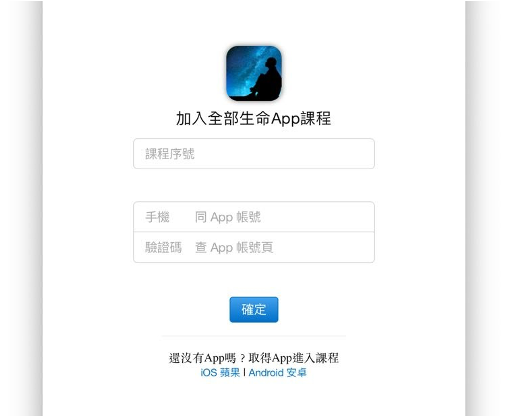 加入全部生命App課程
課程序號
手機 同 App 帳號
驗證碼 查 App 帳號頁
確定
還沒有App嗎？取得App進入課程
iOS 蘋果 | Android 安卓